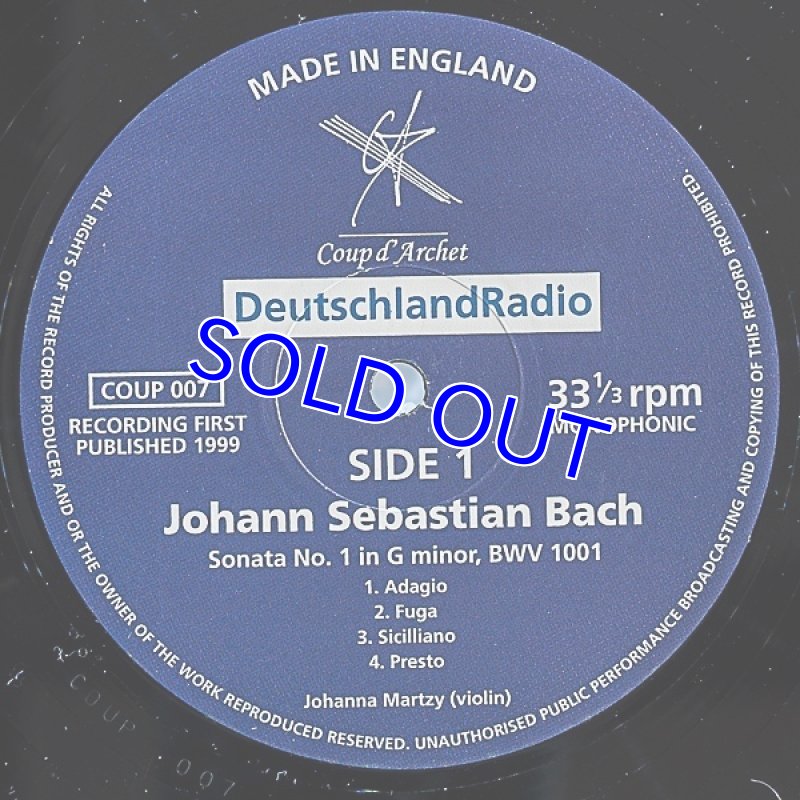 MADE IN ENGLAND
Coup d'Archet
DeutschlandRadio
COUP 007
RECORDING FIRST
PUBLISHED 1999
33 1/3 rpm
MONOPHONIC
SOLD OUT
SIDE 1
Johann Sebastian Bach
Sonata No. 1 in G minor, BWV 1001
1. Adagio
2. Fuga
3. Sicilliano
4. Presto
Johanna Martzy (violin)
ALL RIGHTS OF THE RECORD PRODUCER AND OR THE OWNER OF THE WORK REPRODUCED RESERVED. UNAUTHORISED PUBLIC PERFORMANCE BROADCASTING AND COPYING OF THIS RECORD PROHIBITED.
COUP 007